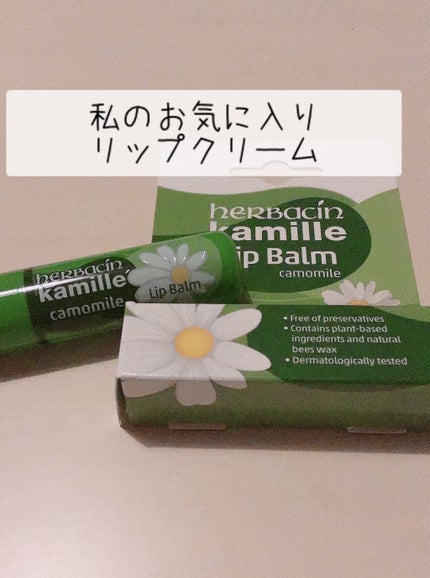 私のお気に入り
リップクリーム
herbacin
kamille
Lip Balm
camomile
herbacin
kamille
camomile
Lip Balm
• Free of preservatives
• Contains plant-based
ingredients and natural
bees wax
• Dermatologically tested